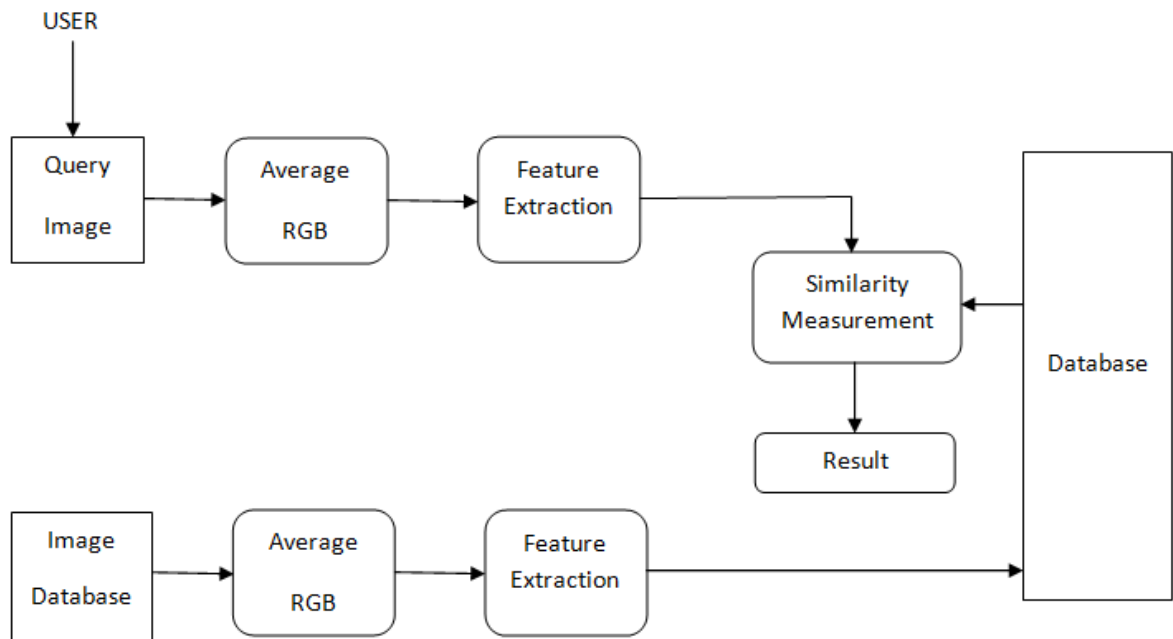 USER
Query
Image
Average
RGB
Feature
Extraction
Similarity
Measurement
Database
Result
Image
Database
Average
RGB
Feature
Extraction